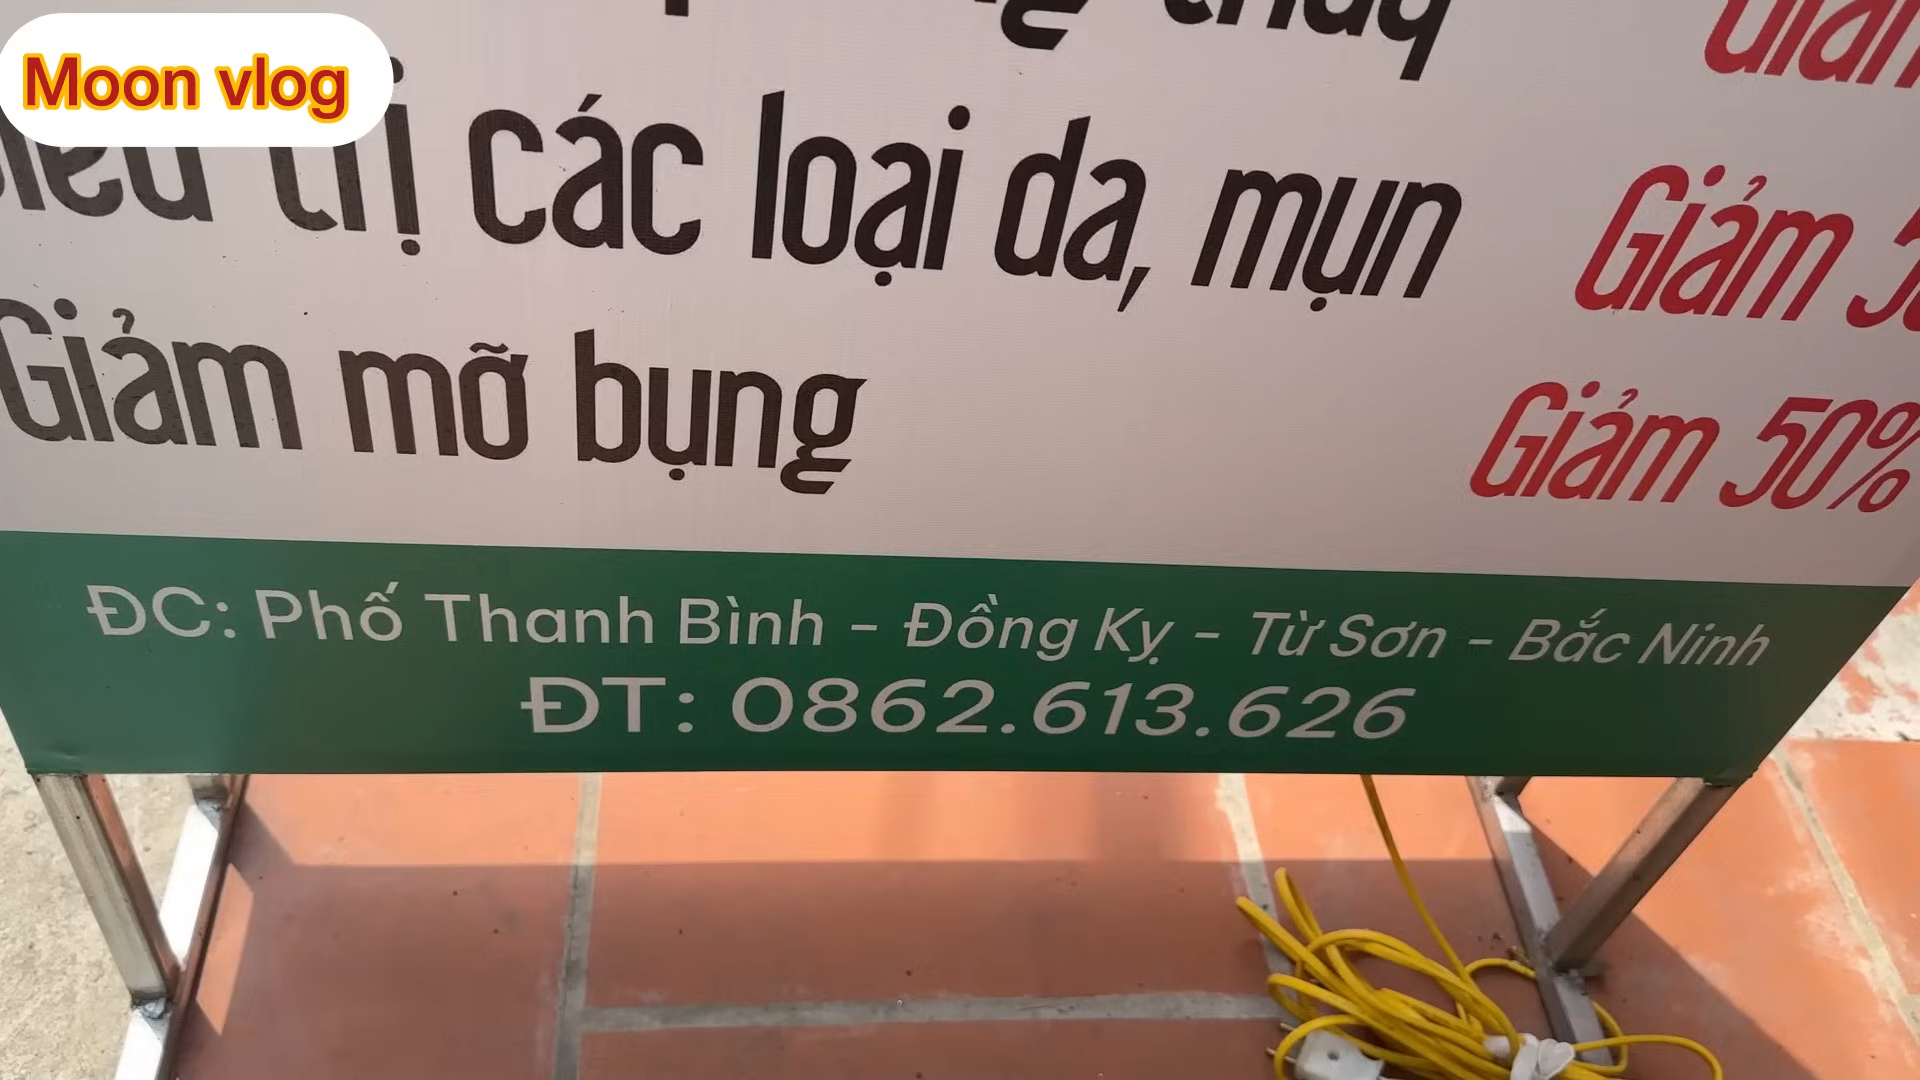 Moon vlog
trị các loại da, mụn Giảm
Giảm mỡ bụng Giảm 50%
ĐC: Phố Thanh Bình - Đồng Kỵ - Từ Sơn - Bắc Ninh
ĐT: 0862.613.626